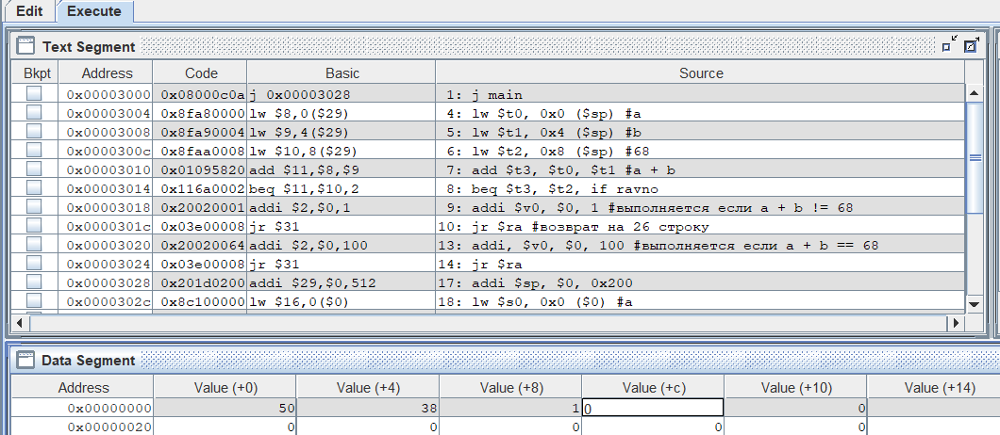 Edit Execute
Text Segment
Bkpt Address Code Basic Source
0x00003000 0x08000c0a j 0x00003028 1: j main
0x00003004 0x8fa80000 lw $8,0($29) 4: lw $t0, 0x0 ($sp) #a
0x00003008 0x8fa90004 lw $9,4($29) 5: lw $t1, 0x4 ($sp) #b
0x0000300c 0x8faa0008 lw $10,8($29) 6: lw $t2, 0x8 ($sp) #68
0x00003010 0x01095820 add $11,$8,$9 7: add $t3, $t0, $t1 #a + b
0x00003014 0x116a0002 beq $11,$10,2 8: beq $t3, $t2, if ravno
0x00003018 0x20020001 addi $2,$0,1 9: addi $v0, $0, 1 #выполняется если a + b != 68
0x0000301c 0x03e00008 jr $31 10: jr $ra #возврат на 26 строку
0x00003020 0x20020064 addi $2,$0,100 13: addi, $v0, $0, 100 #выполняется если a + b == 68
0x00003024 0x03e00008 jr $31 14: jr $ra
0x00003028 0x201d0200 addi $29,$0,512 17: addi $sp, $0, 0x200
0x0000302c 0x8c100000 lw $16,0($0) 18: lw $s0, 0x0 ($0) #a
Data Segment
Address Value (+0) Value (+4) Value (+8) Value (+c) Value (+10) Value (+14)
0x00000000 50 38 1 0 0
0x00000020 0 0 0 0 0